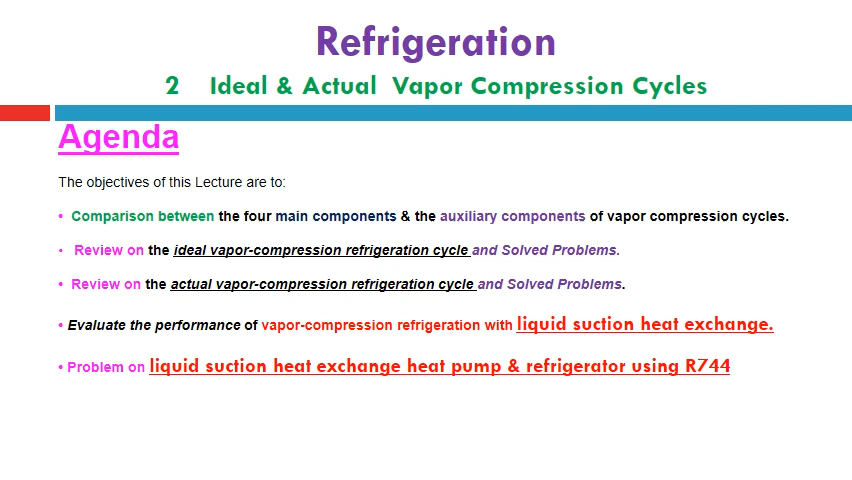 Refrigeration
2 Ideal & Actual Vapor Compression Cycles
Agenda
The objectives of this Lecture are to:
• Comparison between the four main components & the auxiliary components of vapor compression cycles.
• Review on the ideal vapor-compression refrigeration cycle and Solved Problems.
• Review on the actual vapor-compression refrigeration cycle and Solved Problems.
• Evaluate the performance of vapor-compression refrigeration with liquid suction heat exchange.
• Problem on liquid suction heat exchange heat pump & refrigerator using R744